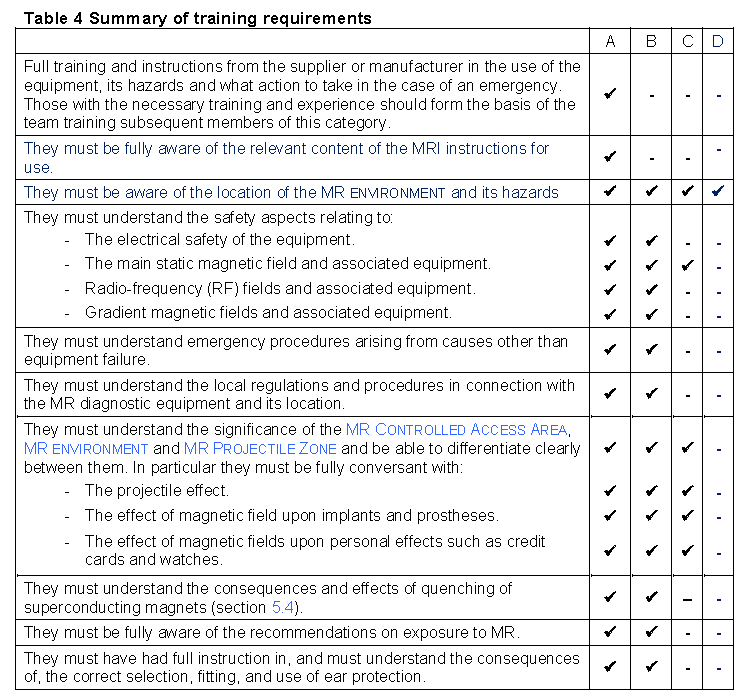 Table 4 Summary of training requirements
A B C D
Full training and instructions from the supplier or manufacturer in the use of the
equipment, its hazards and what action to take in the case of an emergency.
Those with the necessary training and experience should form the basis of the
team training subsequent members of this category.
✔ - - -
They must be fully aware of the relevant content of the MRI instructions for
use.
✔ - - -
They must be aware of the location of the MR ENVIRONMENT and its hazards ✔ ✔ ✔ ✔
They must understand the safety aspects relating to:
- The electrical safety of the equipment. ✔ ✔ - -
- The main static magnetic field and associated equipment. ✔ ✔ ✔ -
- Radio-frequency (RF) fields and associated equipment. ✔ ✔ - -
- Gradient magnetic fields and associated equipment. ✔ ✔ - -
They must understand emergency procedures arising from causes other than
equipment failure.
✔ ✔ - -
They must understand the local regulations and procedures in connection with
the MR diagnostic equipment and its location.
✔ ✔ - -
They must understand the significance of the MR CONTROLLED ACCESS AREA,
MR ENVIRONMENT and MR PROJECTILE ZONE and be able to differentiate clearly
between them. In particular they must be fully conversant with:
✔ ✔ ✔ -
- The projectile effect. ✔ ✔ ✔ -
- The effect of magnetic field upon implants and prostheses. ✔ ✔ ✔ -
- The effect of magnetic fields upon personal effects such as credit
cards and watches.
✔ ✔ ✔ -
They must understand the consequences and effects of quenching of
superconducting magnets (section 5.4).
✔ ✔ – -
They must be fully aware of the recommendations on exposure to MR. ✔ ✔ - -
They must have had full instruction in, and must understand the consequences
of, the correct selection, fitting, and use of ear protection.
✔ ✔ - -